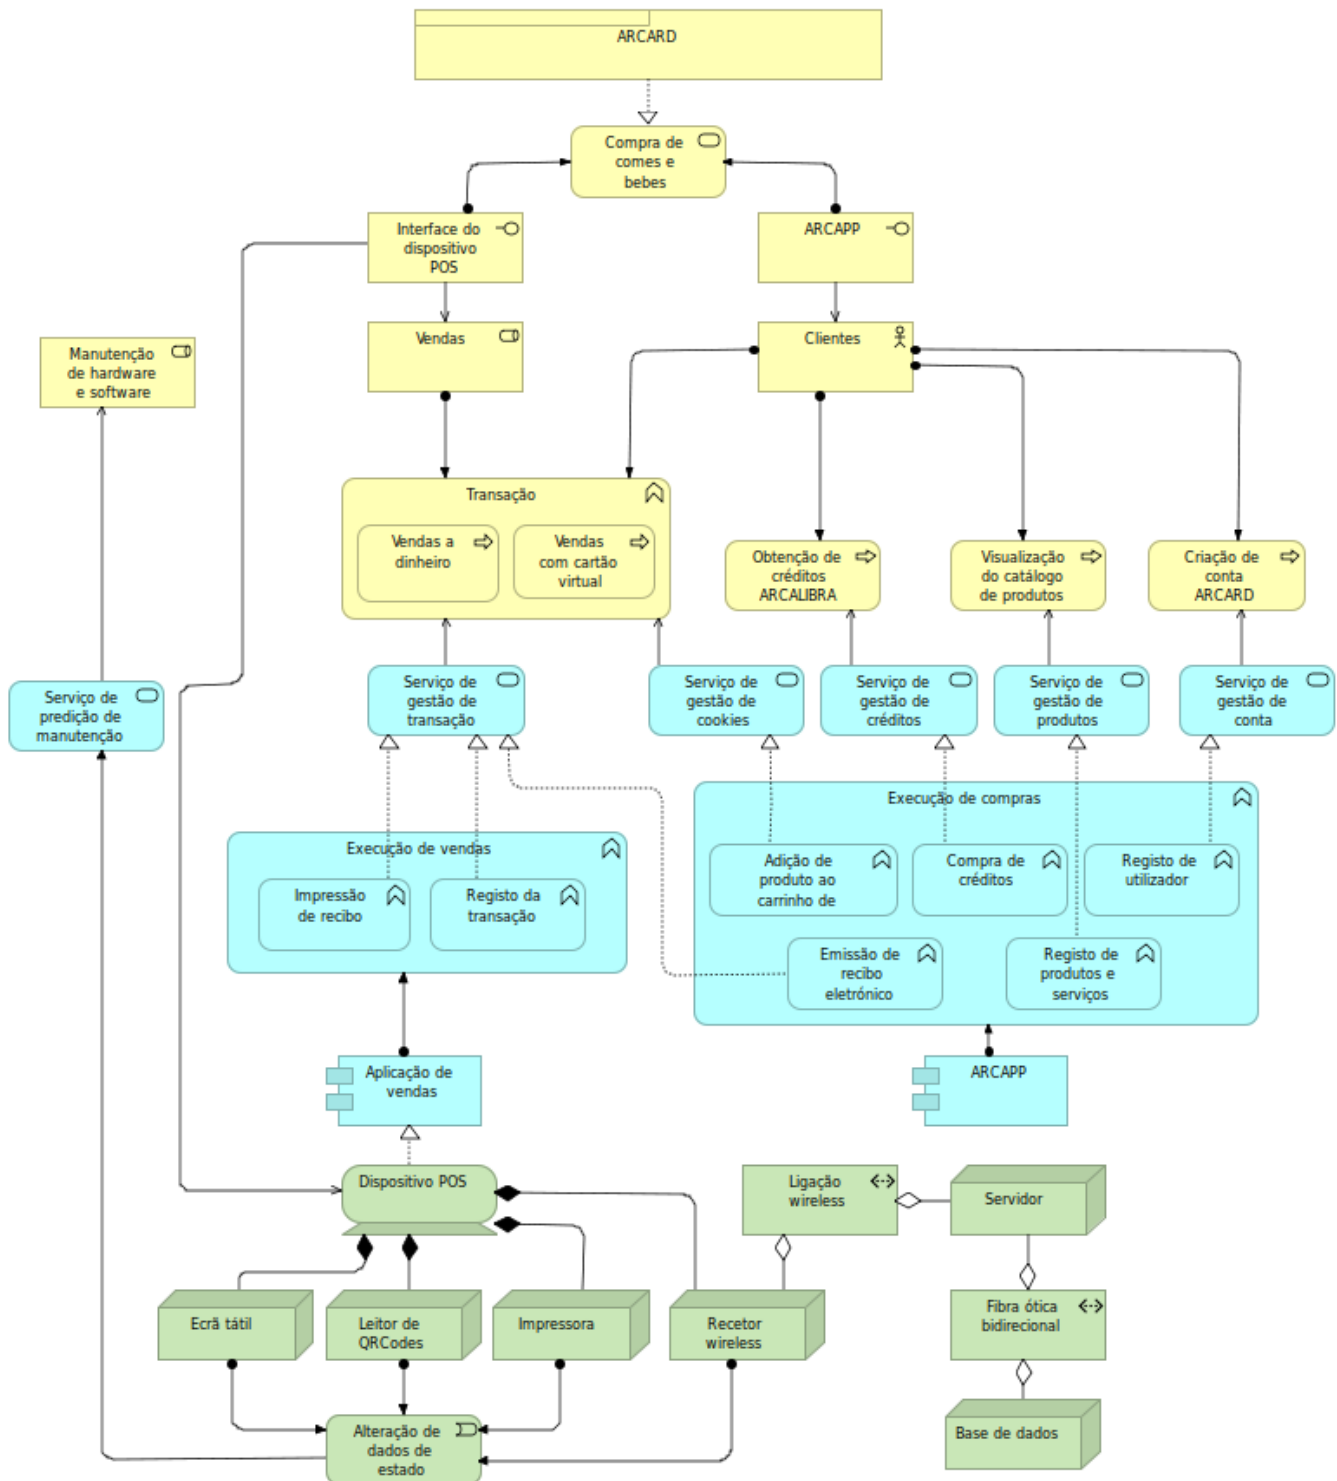 ARCARD
Compra de
comes e
bebes
Interface do
dispositivo
POS
ARCAPP
Vendas
Clientes
Manutenção
de hardware
e software
Transação
Vendas a
dinheiro
Vendas
com cartão
virtual
Obtenção de
créditos
ARCALIBRA
Visualização
do catálogo
de produtos
Criação de
conta
ARCARD
Serviço de
predição de
manutenção
Serviço de
gestão de
transação
Serviço de
gestão de
cookies
Serviço de
gestão de
créditos
Serviço de
gestão de
produtos
Serviço de
gestão de
conta
Execução de vendas
Impressão
de recibo
Registo da
transação
Execução de compras
Adição de
produto ao
carrinho de
Compra de
créditos
Registo de
utilizador
Emissão de
recibo
eletrónico
Registo de
produtos e
serviços
Aplicação de
vendas
ARCAPP
Dispositivo POS
Ligação
wireless
Servidor
Ecrã tátil
Leitor de
QRCodes
Impressora
Recetor
wireless
Fibra ótica
bidirecional
Alteração de
dados de
estado
Base de dados